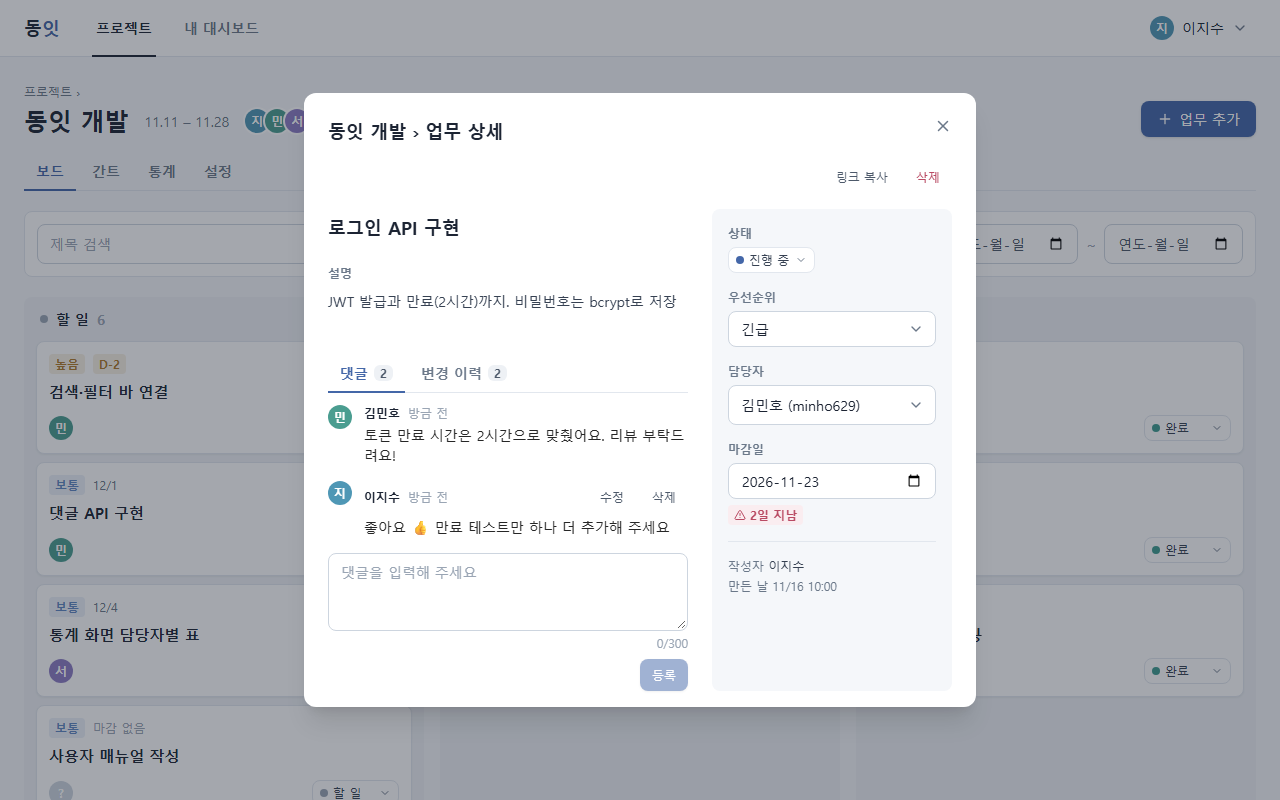 동잇
프로젝트
내 대시보드
지
이지수
프로젝트 ›
동잇 개발
11.11 – 11.28
지
민
서
+ 업무 추가
보드
간트
통계
설정
제목 검색
-월-일
~
연도-월-일
할 일 6
높음
D-2
검색·필터 바 연결
민
보통
12/1
댓글 API 구현
민
보통
12/4
통계 화면 담당자별 표
서
보통
마감 없음
사용자 매뉴얼 작성
?
할 일
완료
완료
완료
동잇 개발 › 업무 상세
링크 복사
삭제
로그인 API 구현
설명
JWT 발급과 만료(2시간)까지. 비밀번호는 bcrypt로 저장
댓글 2
변경 이력 2
민
김민호 방금 전
토큰 만료 시간은 2시간으로 맞췄어요. 리뷰 부탁드
려요!
지
이지수 방금 전
수정
삭제
좋아요 👍 만료 테스트만 하나 더 추가해 주세요
댓글을 입력해 주세요
0/300
등록
상태
진행 중
우선순위
긴급
담당자
김민호 (minho629)
마감일
2026-11-23
2일 지남
작성자 이지수
만든 날 11/16 10:00